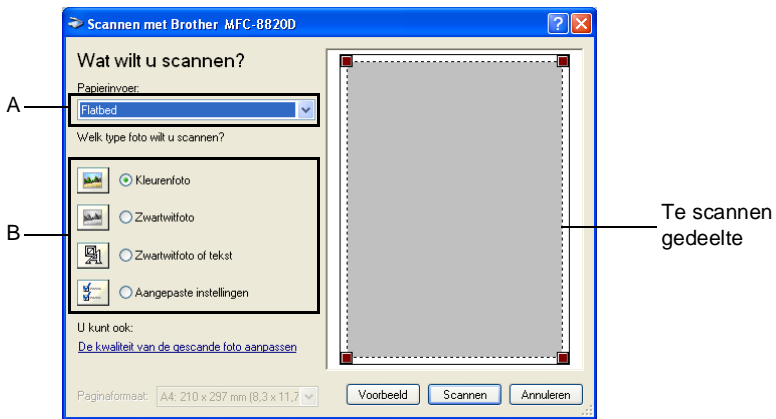 Scannen met Brother MFC-8820D
Wat wilt u scannen?
Papierinvoer:
A
Flatbed
Welk type foto wilt u scannen?
B
Kleurenfoto
Zwartwitfoto
Zwartwitfoto of tekst
Aangepaste instellingen
U kunt ook:
De kwaliteit van de gescande foto aanpassen
Paginaformaat: A4: 210 x 297 mm (8,3 x 11,7
Voorbeeld Scannen Annuleren
Te scannen
gedeelte